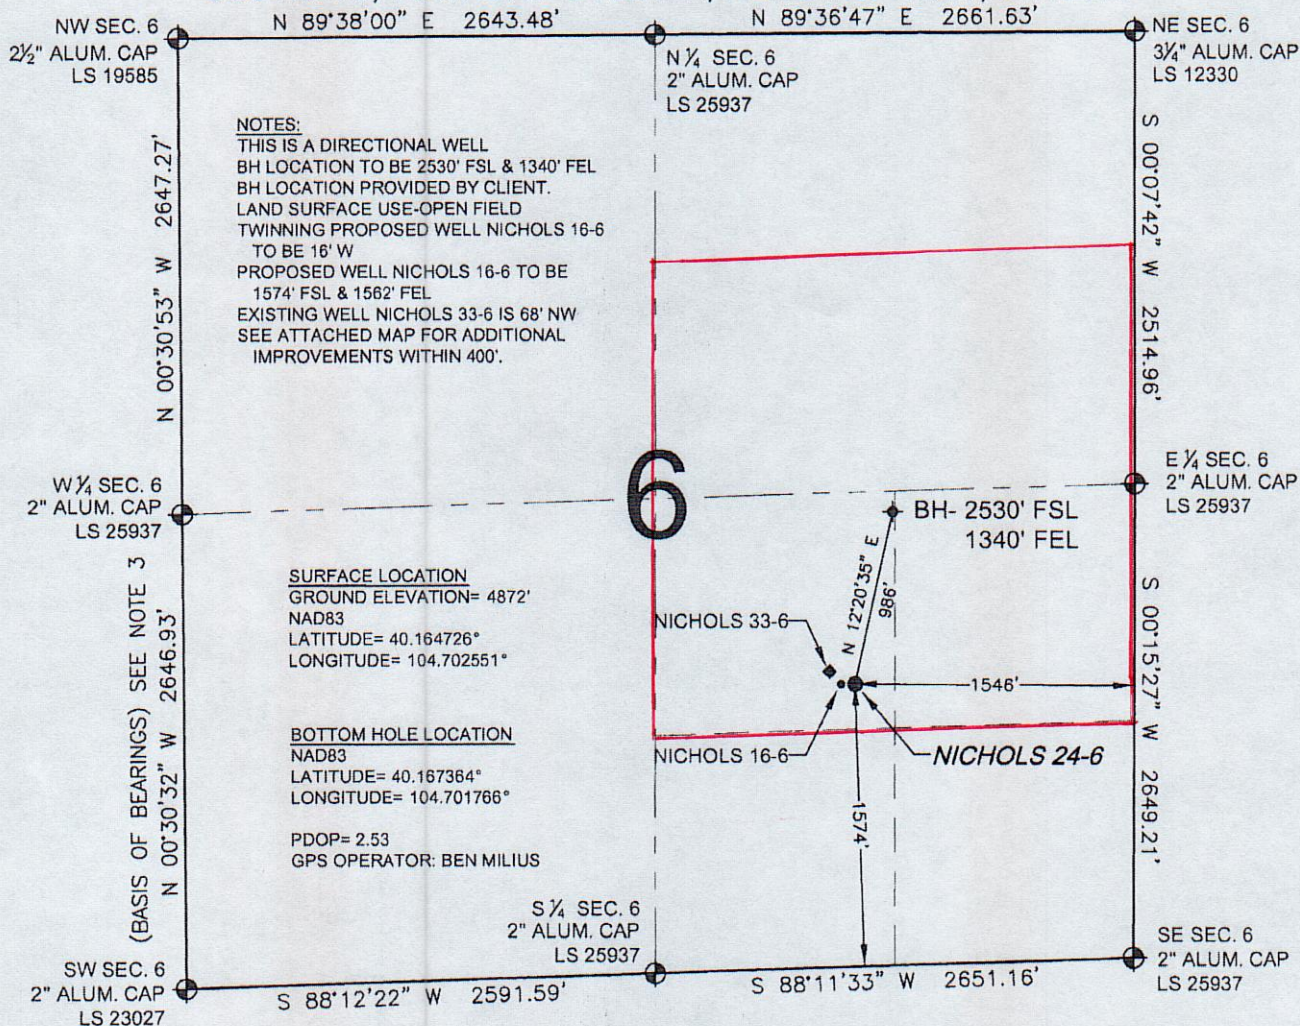 N 89°38'00" E 2643.48'
N 89°36'47" E 2661.63'
NW SEC. 6
2½" ALUM. CAP
LS 19585
N ¼ SEC. 6
2" ALUM. CAP
LS 25937
NE SEC. 6
3¼" ALUM. CAP
LS 12330
NOTES:
THIS IS A DIRECTIONAL WELL
BH LOCATION TO BE 2530' FSL & 1340' FEL
BH LOCATION PROVIDED BY CLIENT.
LAND SURFACE USE-OPEN FIELD
TWINNING PROPOSED WELL NICHOLS 16-6
TO BE 16' W
PROPOSED WELL NICHOLS 16-6 TO BE
1574' FSL & 1562' FEL
EXISTING WELL NICHOLS 33-6 IS 68' NW
SEE ATTACHED MAP FOR ADDITIONAL
IMPROVEMENTS WITHIN 400'.
N 00°30'53" W 2647.27'
S 00°07'42" W 2514.96'
W ¼ SEC. 6
2" ALUM. CAP
LS 25937
6
E ¼ SEC. 6
2" ALUM. CAP
LS 25937
BH- 2530' FSL
1340' FEL
N 12°20'35" E
986'
SURFACE LOCATION
GROUND ELEVATION= 4872'
NAD83
LATITUDE= 40.164726°
LONGITUDE= 104.702551°
NICHOLS 33-6
1546'
NICHOLS 16-6
NICHOLS 24-6
1574'
BOTTOM HOLE LOCATION
NAD83
LATITUDE= 40.167364°
LONGITUDE= 104.701766°
PDOP= 2.53
GPS OPERATOR: BEN MILIUS
(BASIS OF BEARINGS) SEE NOTE 3
N 00°30'32" W 2646.93'
S 00°15'27" W 2649.21'
S ¼ SEC. 6
2" ALUM. CAP
LS 25937
SW SEC. 6
2" ALUM. CAP
LS 23027
S 88°12'22" W 2591.59'
S 88°11'33" W 2651.16'
SE SEC. 6
2" ALUM. CAP
LS 25937